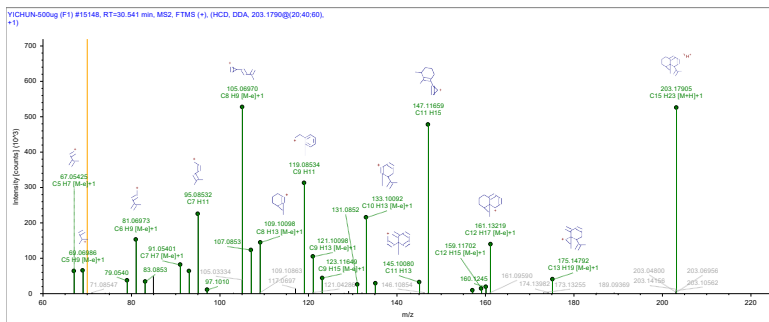 YICHUN-500ug (F1) #15148, RT=30.541 min, MS2, FTMS (+), (HCD, DDA, 203.1790@(20;40;60),
+1)
Intensity [counts] (10^3)
700
600
500
400
300
200
100
0
67.05425
C5 H7 [M-e]+1
69.06986
C5 H9 [M-e]+1
71.08547
79.0540
81.06973
C6 H9 [M-e]+1
83.0853
91.05401
C7 H7 [M-e]+1
95.08532
C7 H11
97.1010
105.03334
105.06970
C8 H9 [M-e]+1
107.0853
109.10098
C8 H13 [M-e]+1
109.10863
117.0697
119.08534
C9 H11
121.10098
C9 H13 [M-e]+1
121.04286
123.11649
C9 H15 [M-e]+1
131.0852
133.10092
C10 H13 [M-e]+1
145.10080
C11 H13
146.10854
147.11659
C11 H15
159.11702
C12 H15 [M-e]+1
160.1245
161.13219
C12 H17 [M-e]+1
161.09590
174.13982
173.13255
175.14792
C13 H19 [M-e]+1
189.09369
+H+
203.17905
C15 H23 [M+H]+1
203.04800
203.06956
203.14166
203.10562
60
80
100
120
140
160
180
200
220
m/z